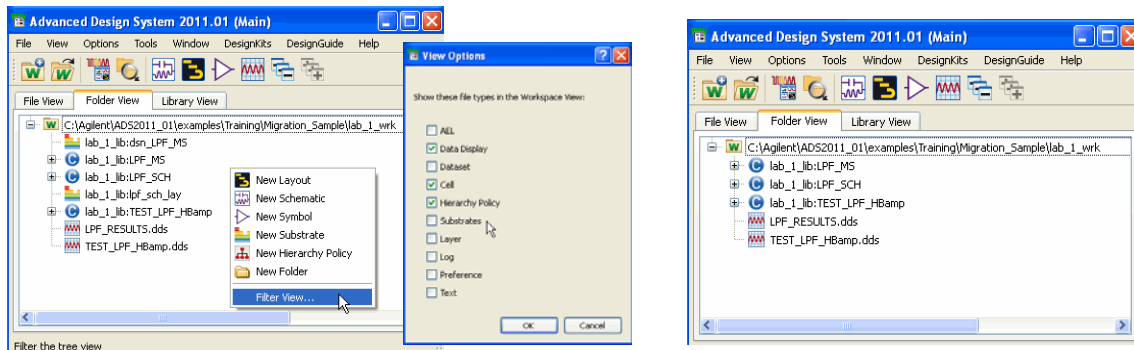 Advanced Design System 2011.01 (Main)
File View Options Tools Window DesignKits DesignGuide Help
File View Folder View Library View
C:\Agilent\ADS2011_01\examples\Training\Migration_Sample\lab_1_wrk
lab_1_lib:dsn_LPF_MS
lab_1_lib:LPF_MS
lab_1_lib:LPF_SCH
lab_1_lib:lpf_sch_lay
lab_1_lib:TEST_LPF_HBamp
LPF_RESULTS.dds
TEST_LPF_HBamp.dds
New Layout
New Schematic
New Symbol
New Substrate
New Hierarchy Policy
New Folder
Filter View...
Filter the tree view
View Options
Show these file types in the Workspace View:
AEL
Data Display
Dataset
Cell
Hierarchy Policy
Substrates
Layer
Log
Preference
Text
OK Cancel
Advanced Design System 2011.01 (Main)
File View Options Tools Window DesignKits DesignGuide Help
File View Folder View Library View
C:\Agilent\ADS2011_01\examples\Training\Migration_Sample\lab_1_wrk
lab_1_lib:LPF_MS
lab_1_lib:LPF_SCH
lab_1_lib:TEST_LPF_HBamp
LPF_RESULTS.dds
TEST_LPF_HBamp.dds